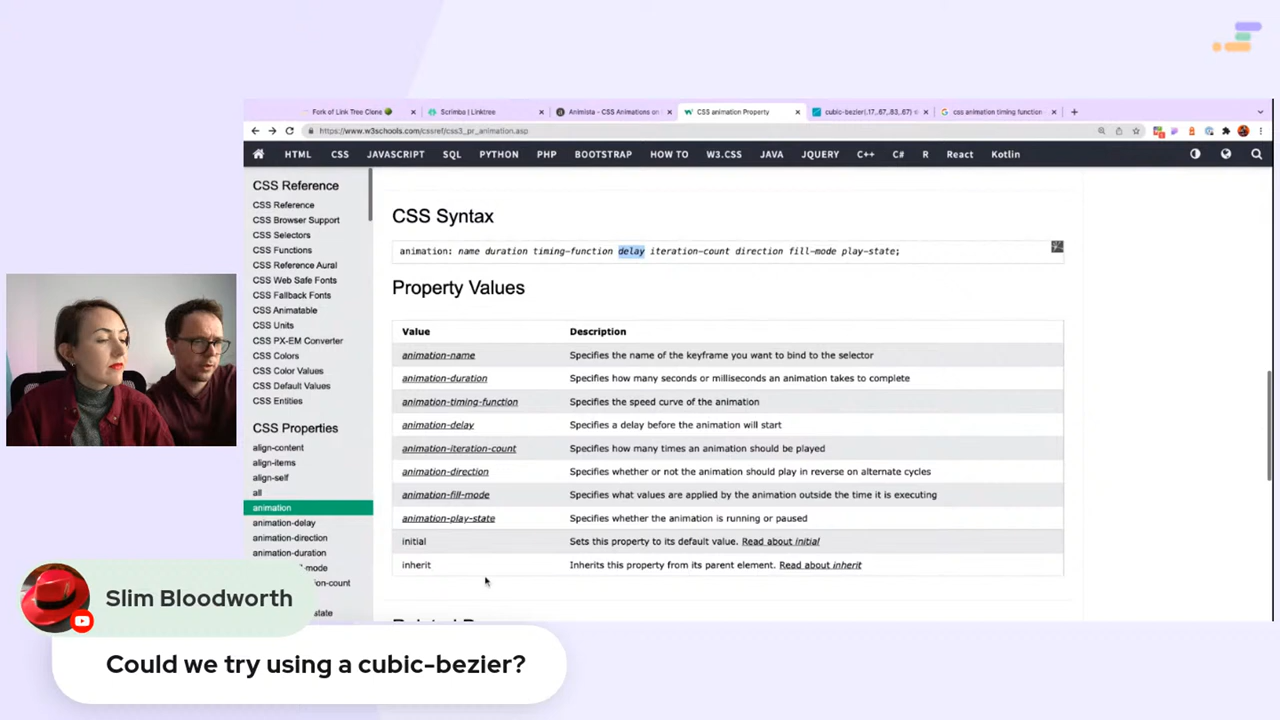 Fork of Link Tree Clone
Scrimba | Linktree
Animista - CSS Animations on
CSS animation Property
cubic-bezier(.17,.67,.83,.67)
css animation timing function
https://www.w3schools.com/cssref/css3_pr_animation.asp
HTML CSS JAVASCRIPT SQL PYTHON PHP BOOTSTRAP HOW TO W3.CSS JAVA JQUERY C++ C# R React Kotlin
CSS Reference
CSS Reference
CSS Browser Support
CSS Selectors
CSS Functions
CSS Reference Aural
CSS Web Safe Fonts
CSS Fallback Fonts
CSS Animatable
CSS Units
CSS PX-EM Converter
CSS Colors
CSS Color Values
CSS Default Values
CSS Entities
CSS Properties
align-content
align-items
align-self
all
animation
animation-delay
animation-direction
animation-duration
l-mode
ion-count
state
CSS Syntax
animation: name duration timing-function delay iteration-count direction fill-mode play-state;
Property Values
Value Description
animation-name Specifies the name of the keyframe you want to bind to the selector
animation-duration Specifies how many seconds or milliseconds an animation takes to complete
animation-timing-function Specifies the speed curve of the animation
animation-delay Specifies a delay before the animation will start
animation-iteration-count Specifies how many times an animation should be played
animation-direction Specifies whether or not the animation should play in reverse on alternate cycles
animation-fill-mode Specifies what values are applied by the animation outside the time it is executing
animation-play-state Specifies whether the animation is running or paused
initial Sets this property to its default value. Read about initial
inherit Inherits this property from its parent element. Read about inherit
Slim Bloodworth
Could we try using a cubic-bezier?